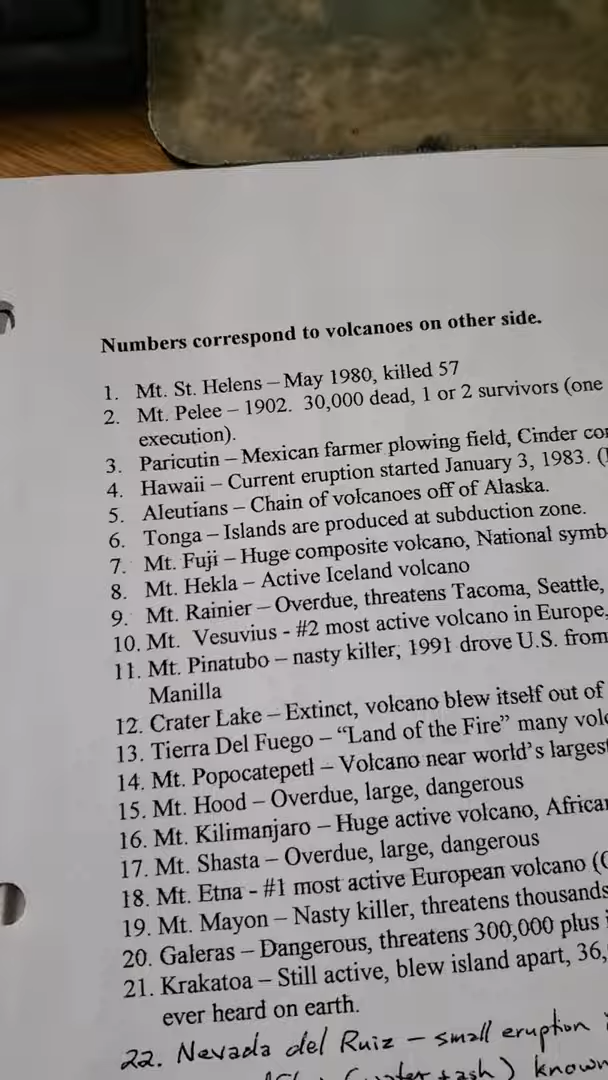 Numbers correspond to volcanoes on other side.
1. Mt. St. Helens – May 1980, killed 57
2. Mt. Pelee – 1902. 30,000 dead, 1 or 2 survivors (one
execution).
3. Paricutin – Mexican farmer plowing field, Cinder
4. Hawaii – Current eruption started January 3, 1983.
5. Aleutians – Chain of volcanoes off of Alaska.
6. Tonga – Islands are produced at subduction zone.
7. Mt. Fuji – Huge composite volcano, National
8. Mt. Hekla – Active Iceland volcano
9. Mt. Rainier – Overdue, threatens Tacoma, Seattle,
10. Mt. Vesuvius - #2 most active volcano in Europe,
11. Mt. Pinatubo – nasty killer, 1991 drove U.S. from
Manilla
12. Crater Lake – Extinct, volcano blew itself out of
13. Tierra Del Fuego – “Land of the Fire” many
14. Mt. Popocatepetl – Volcano near world’s largest
15. Mt. Hood – Overdue, large, dangerous
16. Mt. Kilimanjaro – Huge active volcano,
17. Mt. Shasta – Overdue, large, dangerous
18. Mt. Etna - #1 most active European volcano
19. Mt. Mayon – Nasty killer, threatens thousands
20. Galeras – Dangerous, threatens 300,000 plus
21. Krakatoa – Still active, blew island apart, 36,
ever heard on earth.
22. Nevada del Ruiz – small eruption
+ ash) known